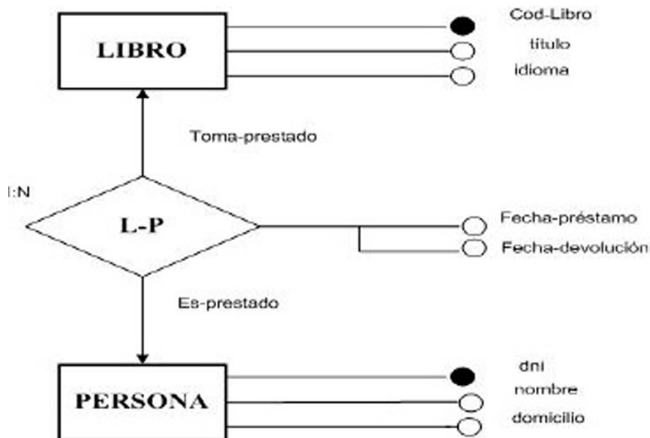 Cod-Libro
LIBRO
título
idioma
Toma-prestado
:N
L-P
Fecha-préstamo
Fecha-devolución
Es-prestado
dni
nombre
PERSONA
domicilio